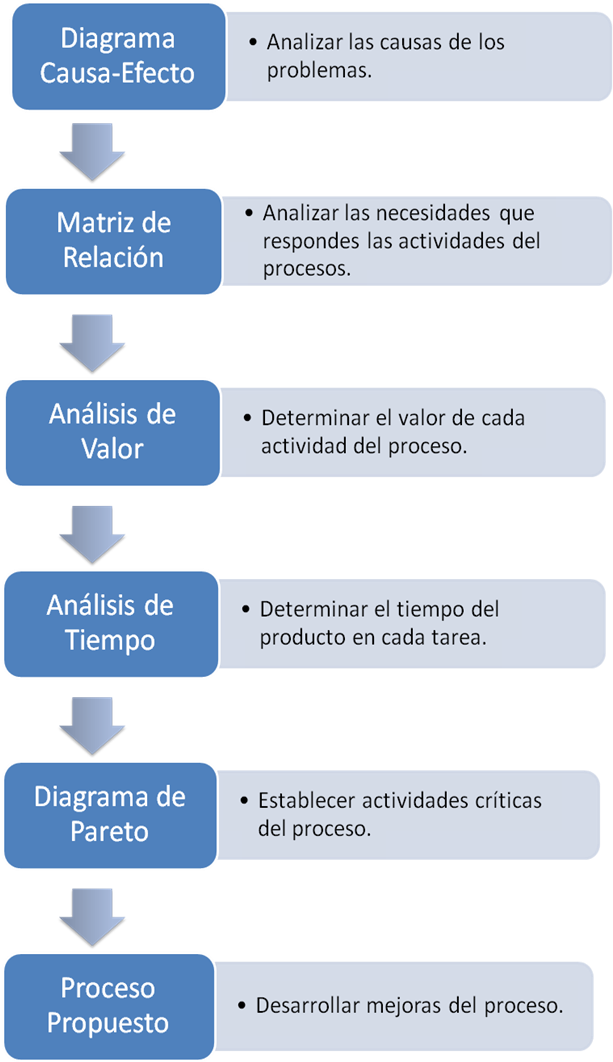 Diagrama
Causa-Efecto
• Analizar las causas de los
problemas.
Matriz de
Relación
• Analizar las necesidades que
respondes las actividades del
procesos.
Análisis de
Valor
• Determinar el valor de cada
actividad del proceso.
Análisis de
Tiempo
• Determinar el tiempo del
producto en cada tarea.
Diagrama de
Pareto
• Establecer actividades críticas
del proceso.
Proceso
Propuesto
• Desarrollar mejoras del proceso.